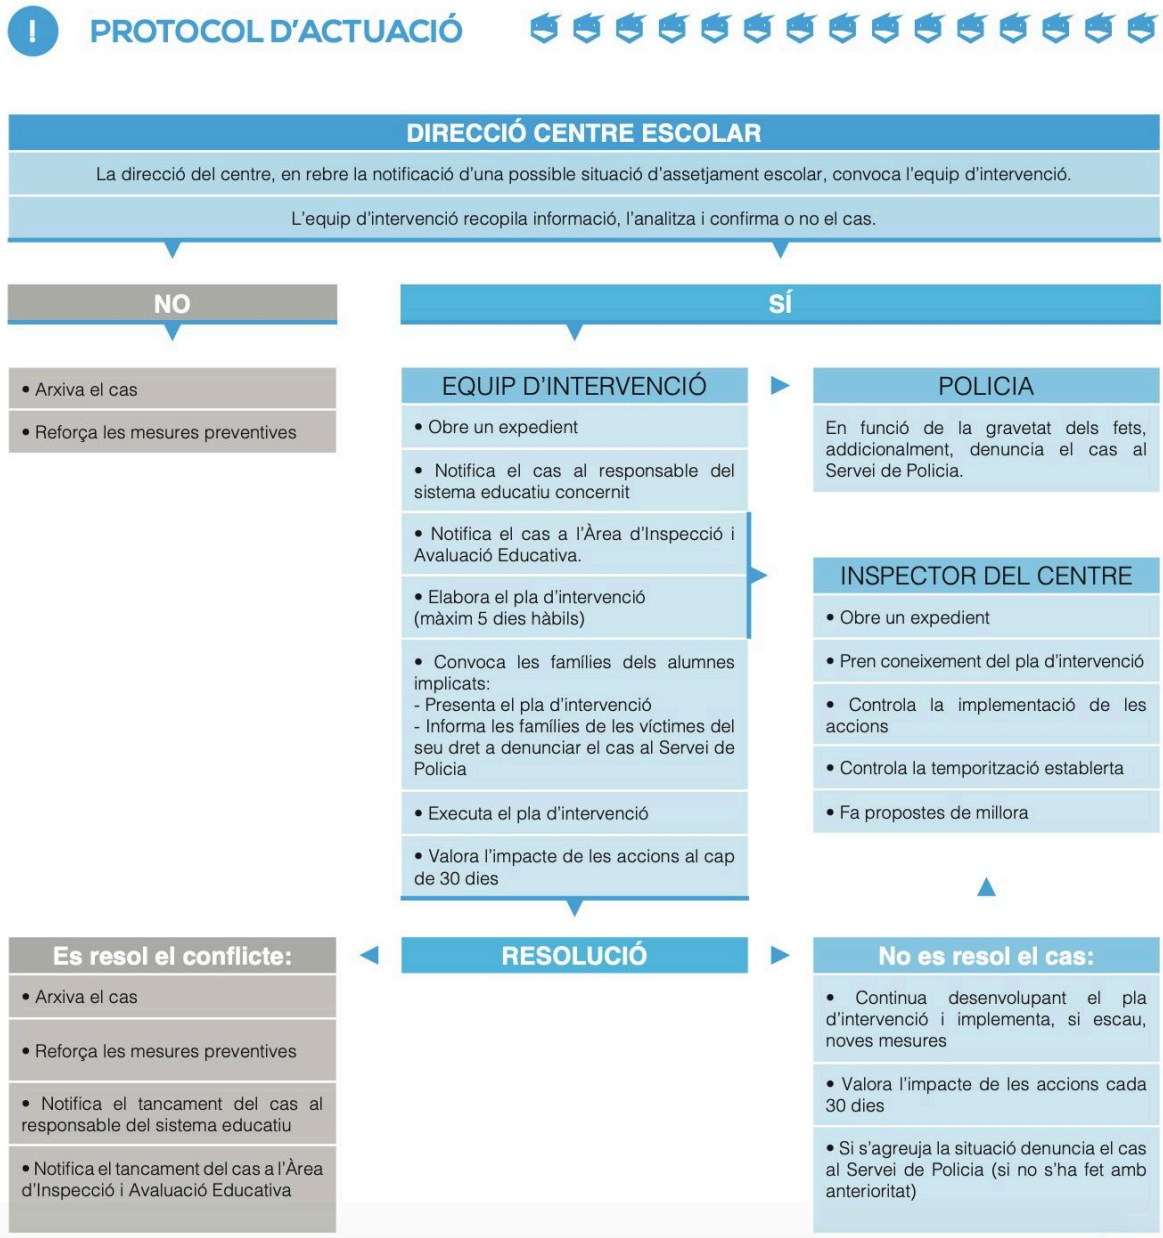 !
PROTOCOL D'ACTUACIÓ
DIRECCIÓ CENTRE ESCOLAR
La direcció del centre, en rebre la notificació d'una possible situació d'assetjament escolar, convoca l'equip d'intervenció.
L'equip d'intervenció recopila informació, l'analitza i confirma o no el cas.
NO
• Arxiva el cas
• Reforça les mesures preventives
SÍ
EQUIP D'INTERVENCIÓ
• Obre un expedient
• Notifica el cas al responsable del
sistema educatiu concernit
• Notifica el cas a l'Àrea d'Inspecció i
Avaluació Educativa.
• Elabora el pla d'intervenció
(màxim 5 dies hàbils)
• Convoca les famílies dels alumnes
implicats:
- Presenta el pla d'intervenció
- Informa les famílies de les víctimes del
seu dret a denunciar el cas al Servei de
Policia
• Executa el pla d'intervenció
• Valora l'impacte de les accions al cap
de 30 dies
POLICIA
En funció de la gravetat dels fets,
addicionalment, denuncia el cas al
Servei de Policia.
INSPECTOR DEL CENTRE
• Obre un expedient
• Pren coneixement del pla d'intervenció
• Controla la implementació de les
accions
• Controla la temporització establerta
• Fa propostes de millora
RESOLUCIÓ
Es resol el conflicte:
• Arxiva el cas
• Reforça les mesures preventives
• Notifica el tancament del cas al
responsable del sistema educatiu
• Notifica el tancament del cas a l'Àrea
d'Inspecció i Avaluació Educativa
No es resol el cas:
• Continua desenvolupant el pla
d'intervenció i implementa, si escau,
noves mesures
• Valora l'impacte de les accions cada
30 dies
• Si s'agreuja la situació denuncia el cas
al Servei de Policia (si no s'ha fet amb
anterioritat)